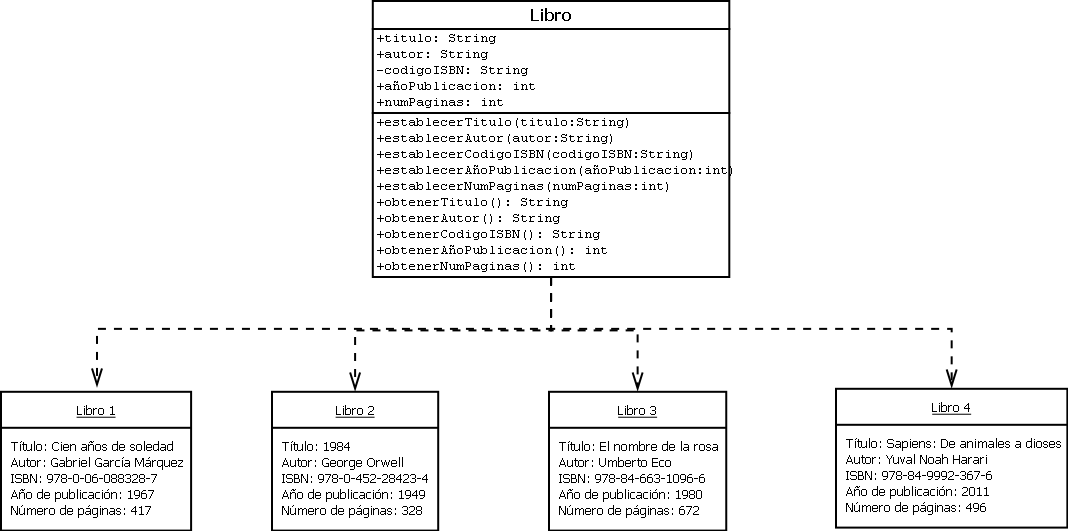 Libro
+titulo: String
+autor: String
-codigoISBN: String
+añoPublicacion: int
+numPaginas: int
+establecerTitulo(titulo:String)
+establecerAutor(autor:String)
+establecerCodigoISBN(codigoISBN:String)
+establecerAñoPublicacion(añoPublicacion:int)
+establecerNumPaginas(numPaginas:int)
+obtenerTitulo(): String
+obtenerAutor(): String
+obtenerCodigoISBN(): String
+obtenerAñoPublicacion(): int
+obtenerNumPaginas(): int
Libro 1
Título: Cien años de soledad
Autor: Gabriel García Márquez
ISBN: 978-0-06-088328-7
Año de publicación: 1967
Número de páginas: 417
Libro 2
Título: 1984
Autor: George Orwell
ISBN: 978-0-452-28423-4
Año de publicación: 1949
Número de páginas: 328
Libro 3
Título: El nombre de la rosa
Autor: Umberto Eco
ISBN: 978-84-663-1096-6
Año de publicación: 1980
Número de páginas: 672
Libro 4
Título: Sapiens: De animales a dioses
Autor: Yuval Noah Harari
ISBN: 978-84-9992-367-6
Año de publicación: 2011
Número de páginas: 496